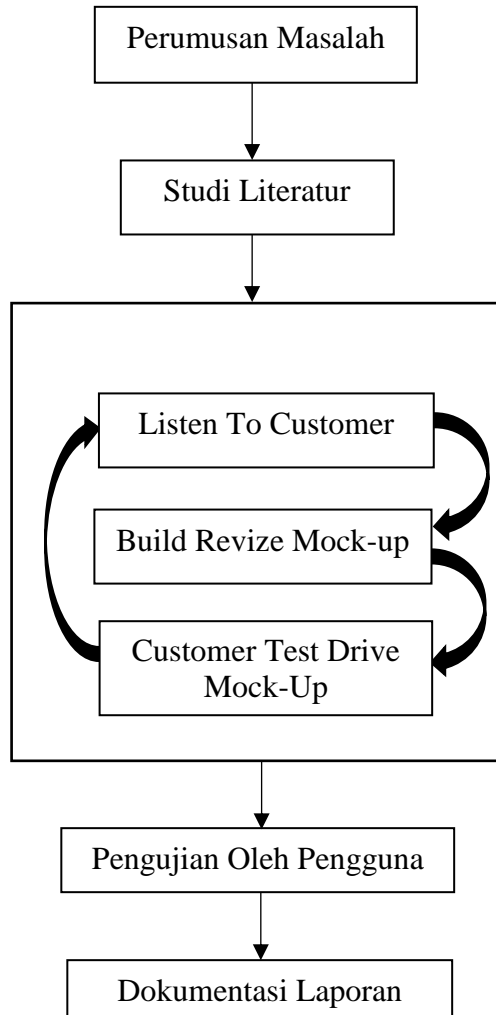 Perumusan Masalah
Studi Literatur
Listen To Customer
Build Revize Mock-up
Customer Test Drive
Mock-Up
Pengujian Oleh Pengguna
Dokumentasi Laporan